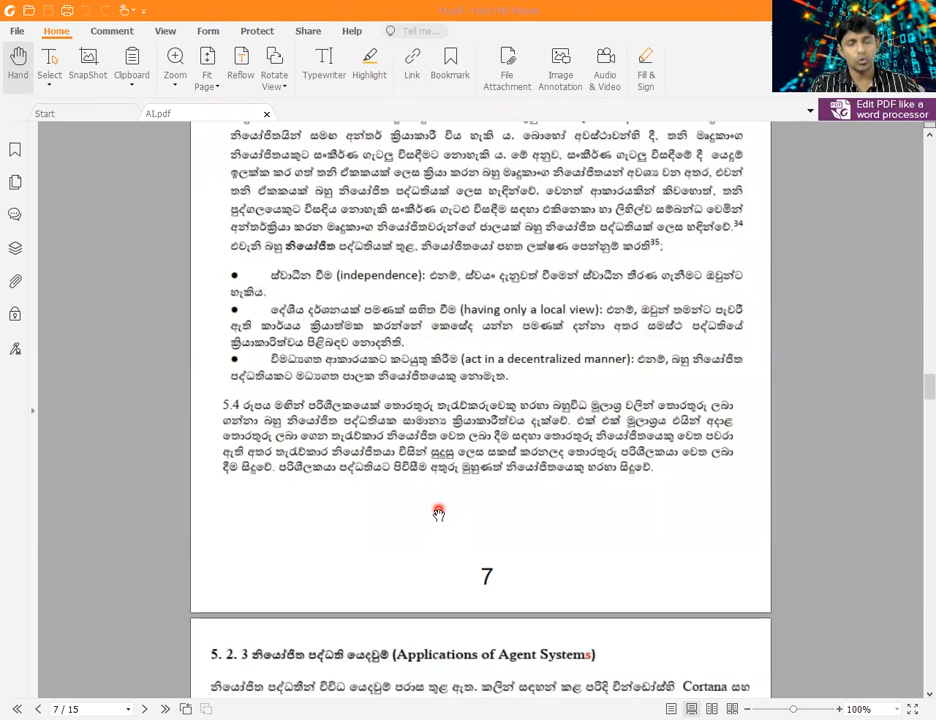 AI.pdf - Foxit PDF Reader
File Home Comment View Form Protect Share Help Tell me...
Hand Select SnapShot Clipboard Zoom Fit Page Reflow Rotate View Typewriter Highlight Link Bookmark File Attachment Image Annotation Audio & Video Fill & Sign
Start AI.pdf
Edit PDF like a
word processor
නියෝජිතයින් සමඟ අන්තර් ක්‍රියාකාරී විය හැකි ය. බොහෝ අවස්ථාවන්හි දී, තනි මෘදුකාංග
නියෝජිතයකුට සංකීර්ණ ගැටලු විසඳීමට නොහැකි ය. මේ අනුව, සංකීර්ණ ගැටලු විසඳීමේ දී යෙදුම්
ඉලක්ක කර ගත් තනි ඒකකයක් ලෙස ක්‍රියා කරන බහු මෘදුකාංග නියෝජිතයන් අවශ්‍ය වන අතර, එවන්
තනි ඒකකයක් බහු නියෝජිත පද්ධතියක් ලෙස හැඳින්වේ. වෙනත් ආකාරයකින් කිවහොත්, තනි
පුද්ගලයෙකුට විසඳිය නොහැකි සංකීර්ණ ගැටළු විසඳීම සඳහා එකිනෙකා හා ලිහිල්ව සම්බන්ධ වෙමින්
අන්තර්ක්‍රියා කරන මෘදුකාංග නියෝජිතවරුන්ගේ ජාලයක් බහු නියෝජිත පද්ධතියක් ලෙස හඳින්වේ.34
එවැනි බහු නියෝජිත පද්ධතියක් තුළ, නියෝජිතයෝ පහත ලක්ෂණ පෙන්නුම් කරති35;
● ස්වාධීන වීම (independence): එනම්, ස්වයං දැනුවත් වීමෙන් ස්වාධීන තීරණ ගැනීමට ඔවුන්ට
හැකිය.
● දේශීය දර්ශනයක් පමණක් සහිත වීම (having only a local view): එනම්, ඔවුන් තමන්ට පැවරී
ඇති කාර්යය ක්‍රියාත්මක කරන්නේ කෙසේද යන්න පමණක් දන්නා අතර සමස්ථ පද්ධතියේ
ක්‍රියාකාරිත්වය පිළිබඳව නොදනිති.
● විමධ්‍යගත ආකාරයකට කටයුතු කිරීම (act in a decentralized manner): එනම්, බහු නියෝජිත
පද්ධතියකට මධ්‍යගත පාලක නියෝජිතයෙකු නොමැත.
5.4 රූපය මඟින් පරිශීලකයෙක් තොරතුරු තැරැව්කරුවෙකු හරහා බහුවිධ මූලාශ්‍ර වලින් තොරතුරු ලබා
ගන්නා බහු නියෝජිත පද්ධතියක සාමාන්‍ය ක්‍රියාකාරීත්වය දැක්වේ. එක් එක් මූලාශ්‍රය එයින් අදාළ
තොරතුරු ලබා ගෙන තැරැව්කාර නියෝජිත වෙත ලබා දීම සඳහා තොරතුරු නියෝජිතයෙකු වෙත පවරා
ඇති අතර තැරැව්කාර නියෝජිතයා විසින් සුදුසු ලෙස සකස් කරනලද තොරතුරු පරිශීලකයා වෙත ලබා
දීම සිදුවේ. පරිශීලකයා පද්ධතියට පිවිසීම අතුරු මුහුණත් නියෝජිතයෙකු හරහා සිදුවේ.
7
5. 2. 3 නියෝජිත පද්ධති යෙදවුම් (Applications of Agent Systems)
නියෝජිත පද්ධතීන් විවිධ යෙදවුම් පරාස තුළ ඇත. කලින් සඳහන් කළ පරිදි වින්ඩෝස්හි Cortana සහ
7 / 15 100%